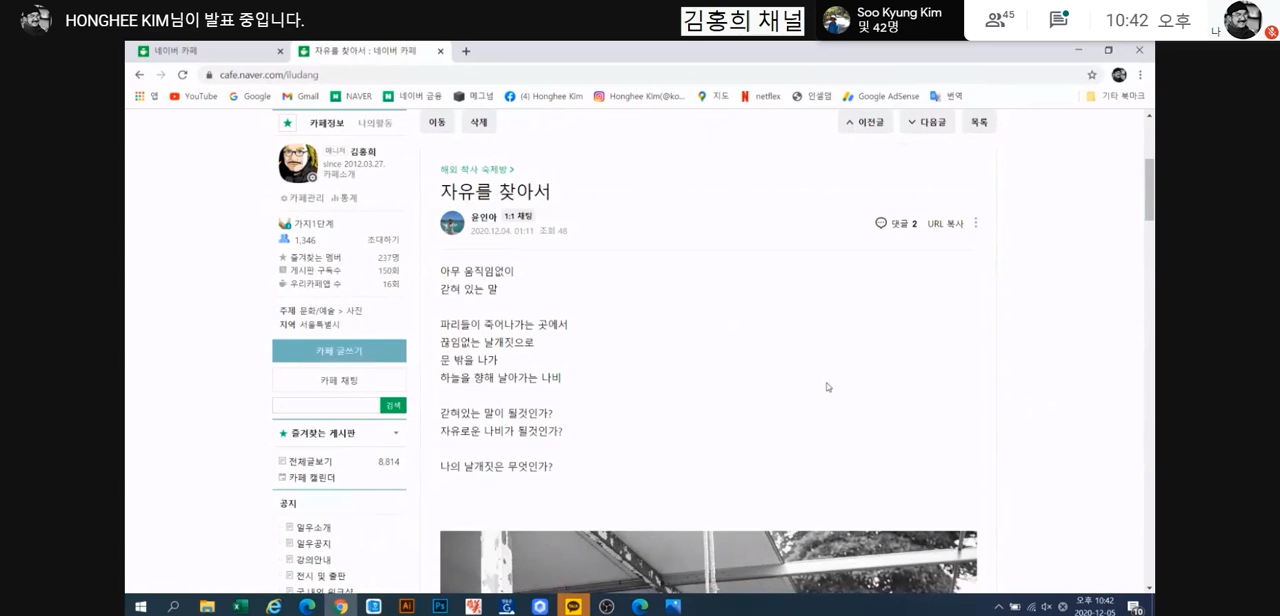 HONGHEE KIM님이 발표 중입니다.
김홍희 채널
Soo Kyung Kim
및 42명
45
10:42 오후
나
네이버 카페
자유를 찾아서 : 네이버 카페
cafe.naver.com/iludang
앱
YouTube
Google
Gmail
NAVER
네이버 금융
메그넘
(4) Honghee Kim
Honghee Kim(@ko...
지도
netflex
인셀덤
Google AdSense
번역
기타 북마크
카페정보
나의활동
이동
삭제
이전글
다음글
목록
매니저 김홍희
since 2012.03.27.
카페소개
카페관리
통계
가지1단계
1,346
초대하기
즐겨찾는 멤버
237명
게시판 구독수
150회
우리카페앱 수
16회
주제 문화/예술 > 사진
지역 서울특별시
카페 글쓰기
카페 채팅
검색
즐겨찾는 게시판
전체글보기
8,814
카페 캘린더
공지
일우소개
일우공지
강의안내
전시 및 출판
해외 학사 숙제방 >
자유를 찾아서
윤인아 1:1 채팅
2020.12.04. 01:11 조회 48
댓글 2
URL 복사
아무 움직임없이
갇혀 있는 말
파리들이 죽어나가는 곳에서
끊임없는 날개짓으로
문 밖을 나가
하늘을 향해 날아가는 나비
갇혀있는 말이 될것인가?
자유로운 나비가 될것인가?
나의 날개짓은 무엇인가?
오후 10:42
2020-12-05
10